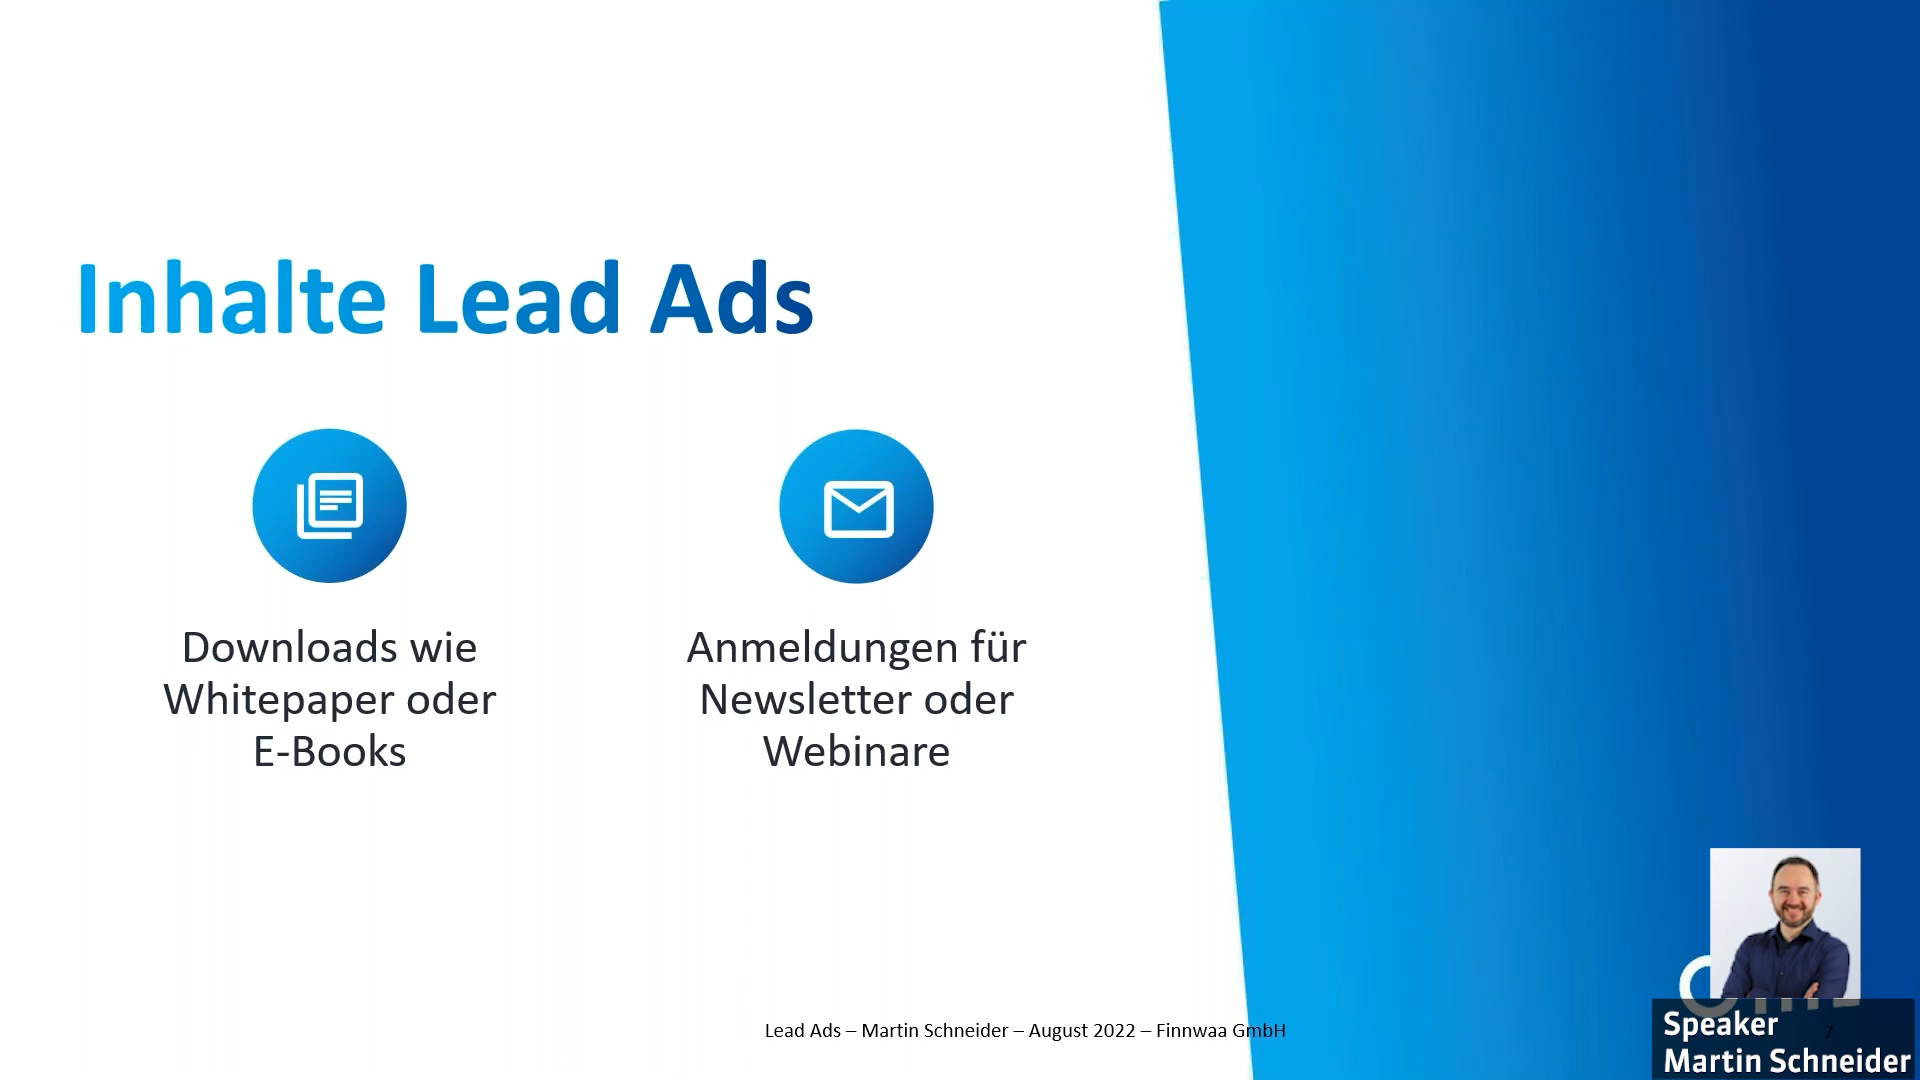 Inhalte Lead Ads
Downloads wie
Whitepaper oder
E-Books
Anmeldungen für
Newsletter oder
Webinare
Lead Ads – Martin Schneider – August 2022 – Finnwaa GmbH
7
Speaker
Martin Schneider